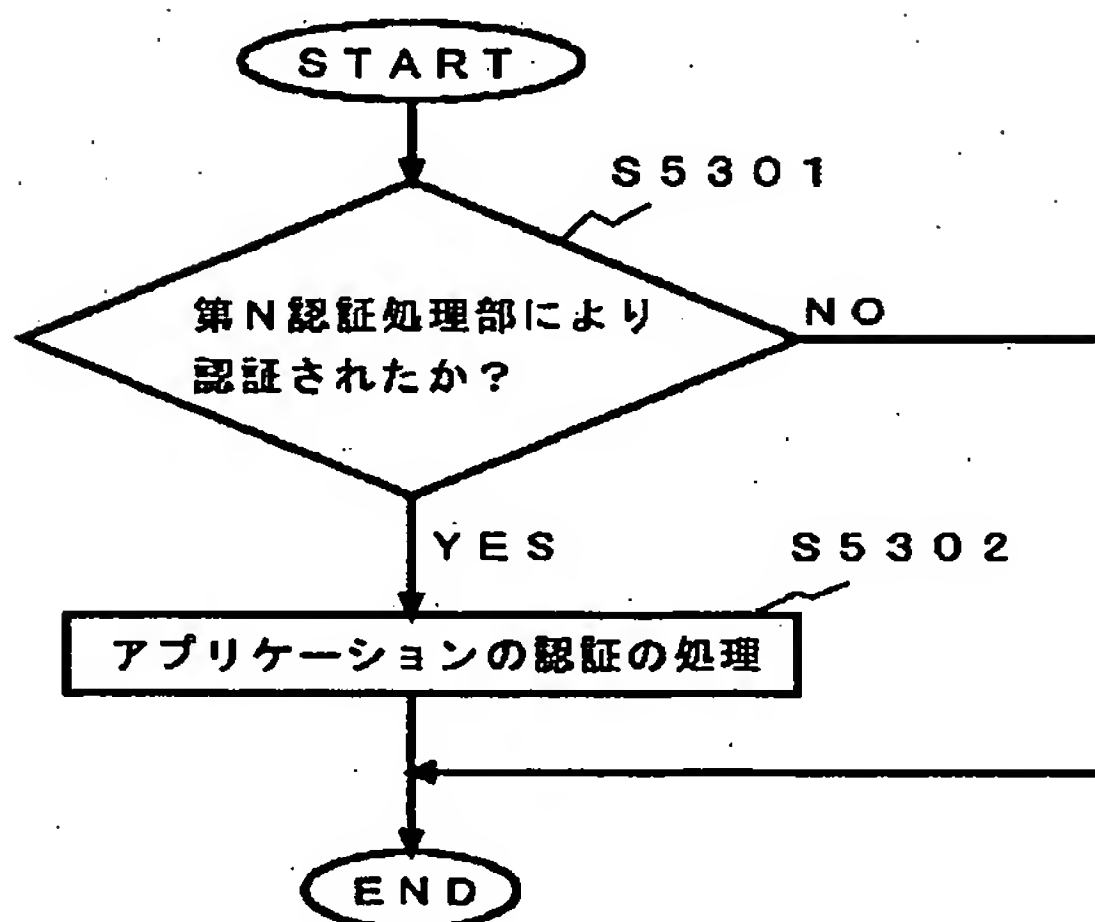 START
S5301
第N認証処理部により
認証されたか？
NO
YES
S5302
アプリケーションの認証の処理
END